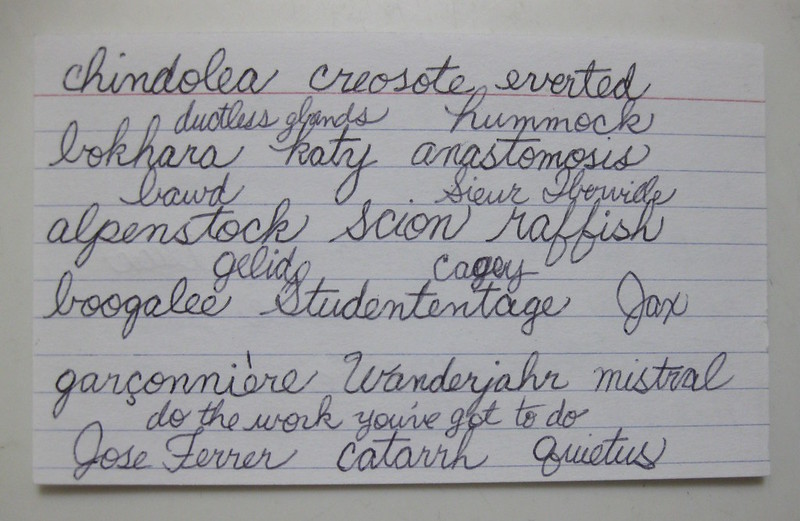 chindolea creosote everted
ductless glands hummock
bokhara katy anastomosis
bawd Sieur Iberville
alpenstock scion raffish
gelid cagey
boogalee Studentage Jax
garçonnière Wanderjahr mistral
do the work you've got to do
Jose Ferrer catarrh quietus